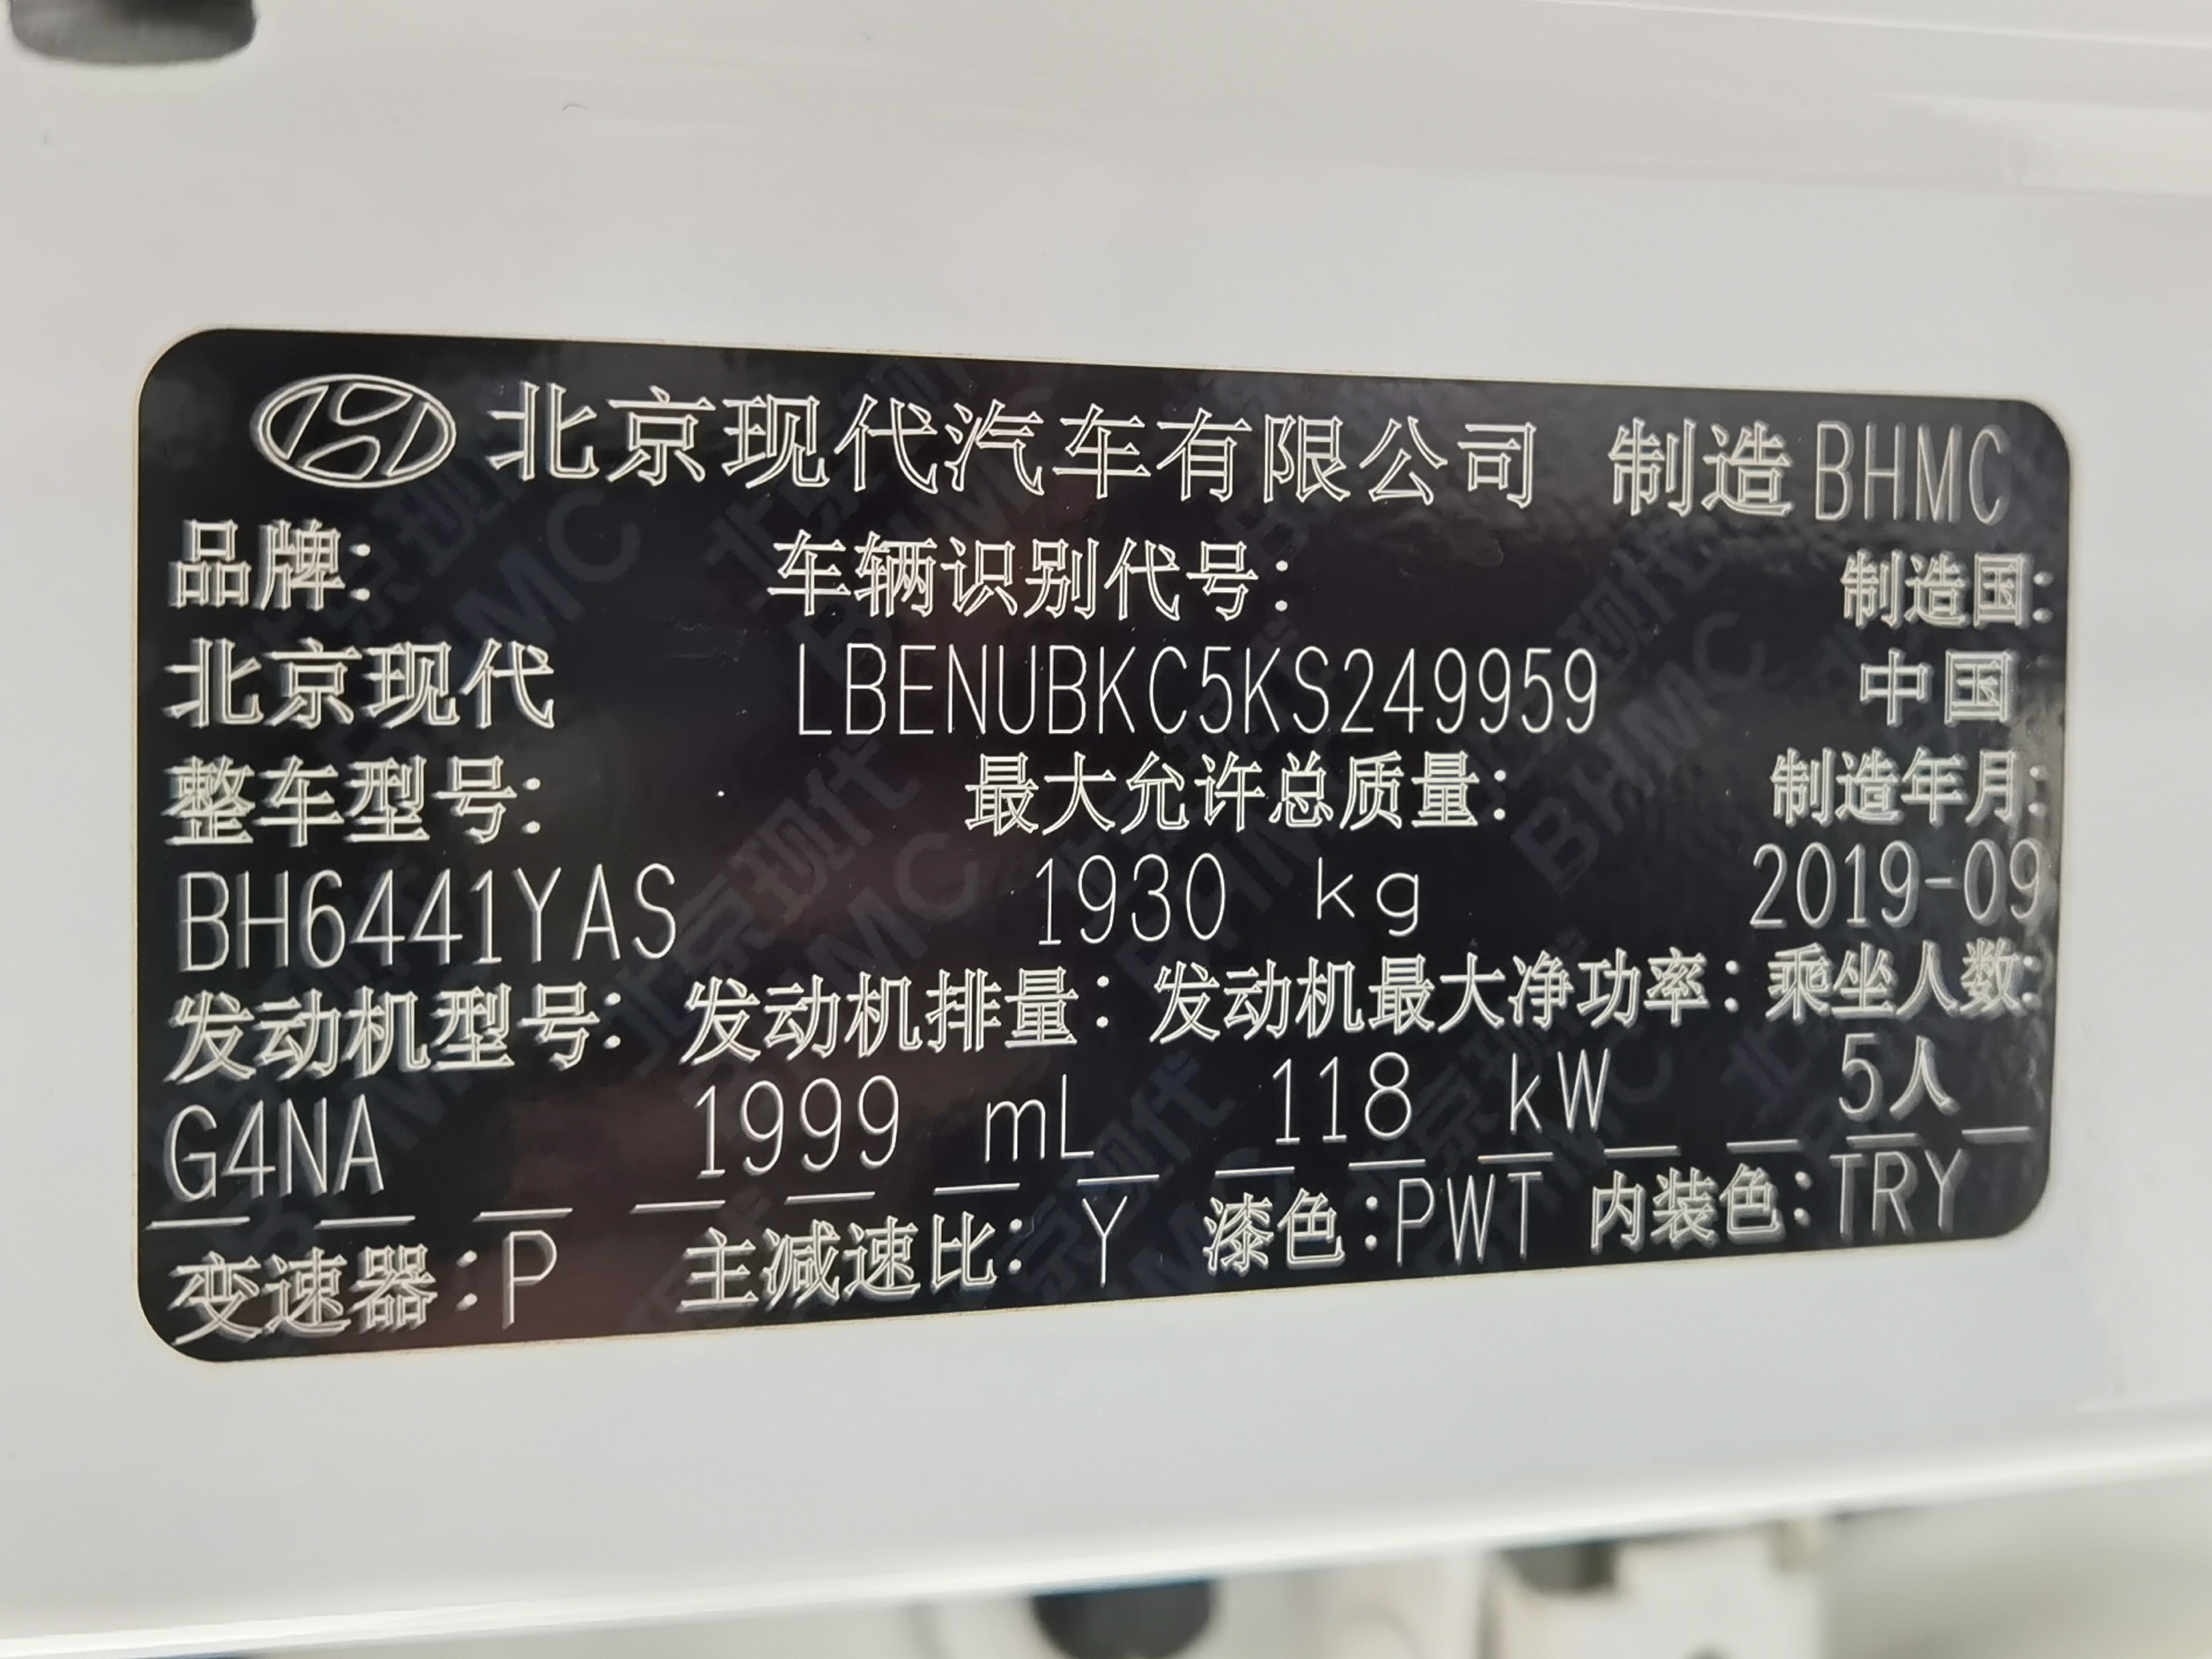 北京现代汽车有限公司 制造 BHMC
品牌: 车辆识别代号: 制造国:
北京现代 LBENUBKC5KS249959 中国
整车型号: 最大允许总质量: 制造年月:
BH6441YAS 1930 kg 2019-09
发动机型号: 发动机排量: 发动机最大净功率: 乘坐人数:
G4NA 1999 mL 118 kW 5人
变速器:P 主减速比: Y 漆色:PWT 内装色:TRY